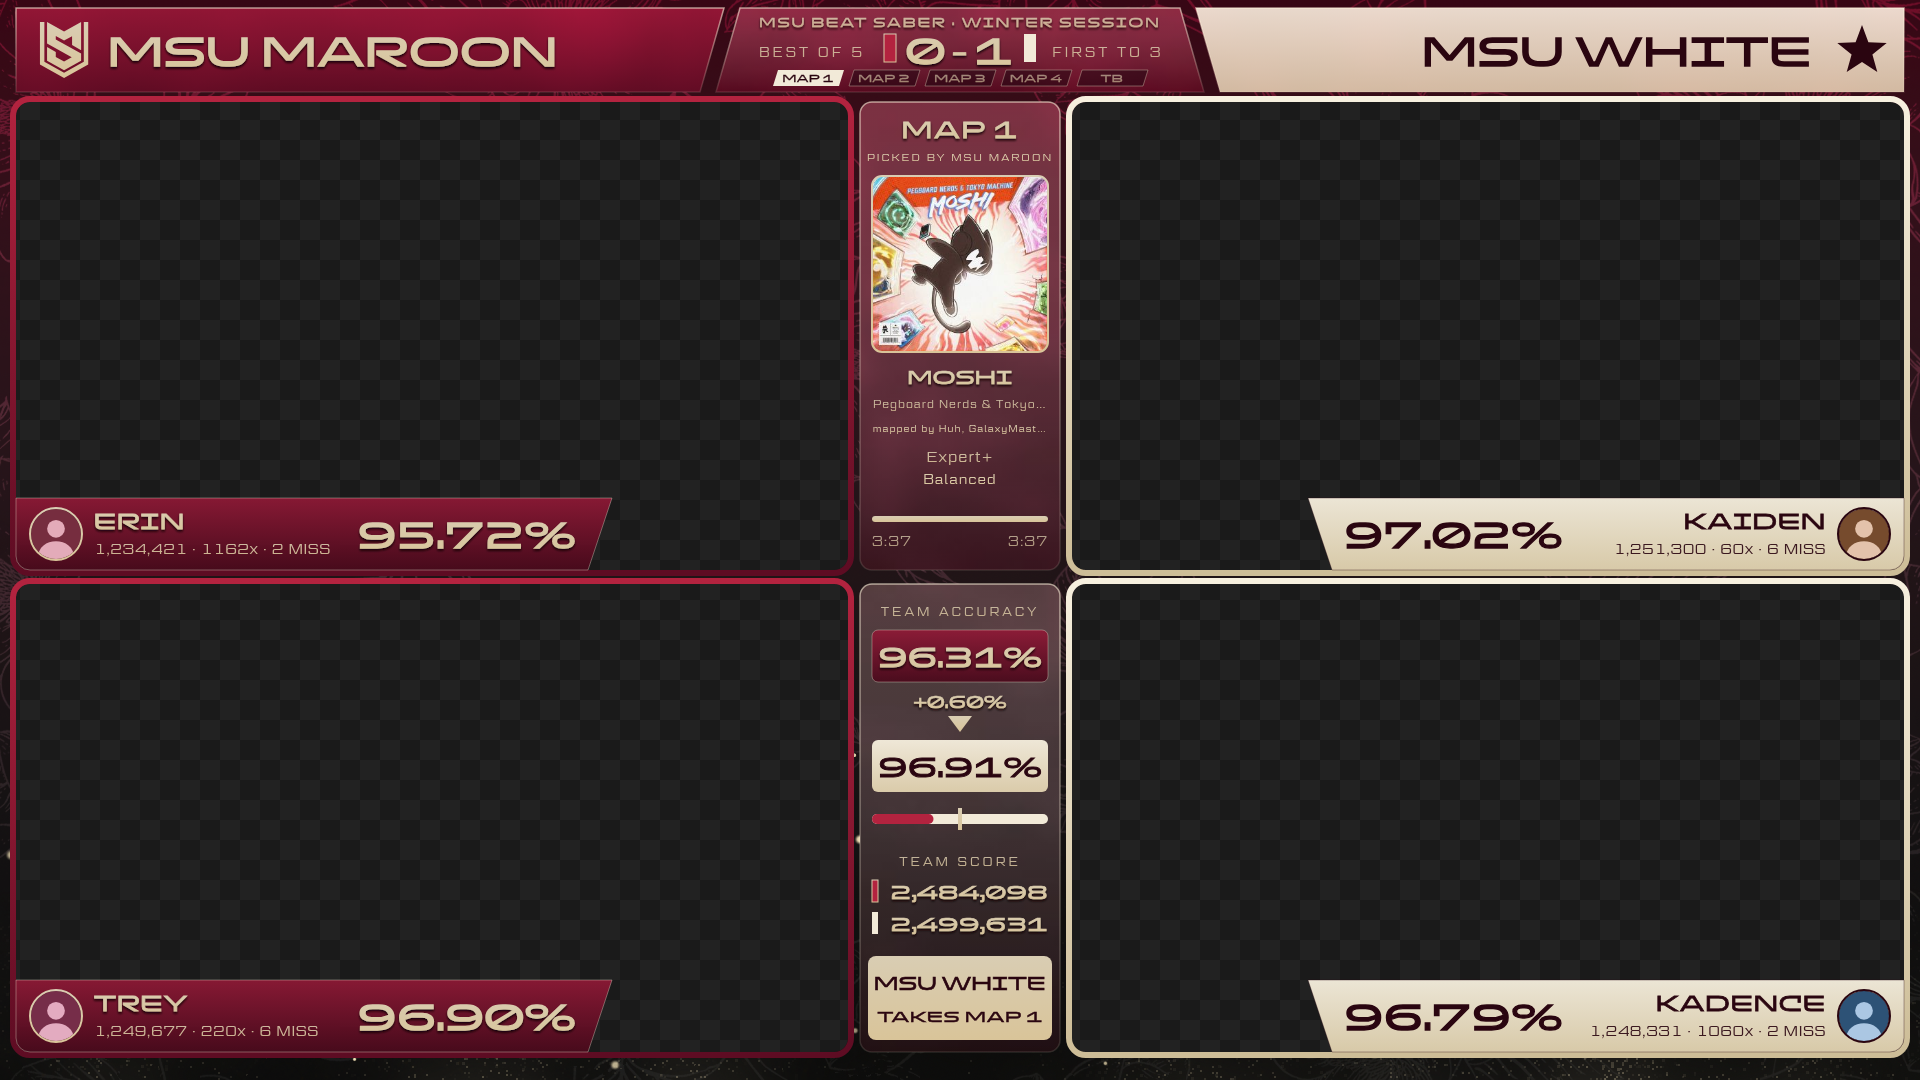 MSU MAROON
MSU BEAT SABER · WINTER SESSION
BEST OF 5
0-1
FIRST TO 3
MAP 1
MAP 2
MAP 3
MAP 4
TB
MSU WHITE
MAP 1
PICKED BY MSU MAROON
PEGBOARD NERDS & TOKYO MACHINE
MOSHI
MOSHI
Pegboard Nerds & Tokyo...
mapped by Huh, GalaxyMast...
Expert+
Balanced
3:37
3:37
ERIN
1,234,421 · 1162x · 2 MISS
95.72%
97.02%
KAIDEN
1,251,300 · 60x · 6 MISS
TEAM ACCURACY
96.31%
+0.60%
96.91%
TEAM SCORE
2,484,098
2,499,631
MSU WHITE
TAKES MAP 1
TREY
1,249,677 · 220x · 6 MISS
96.90%
96.79%
KADENCE
1,248,331 · 1060x · 2 MISS